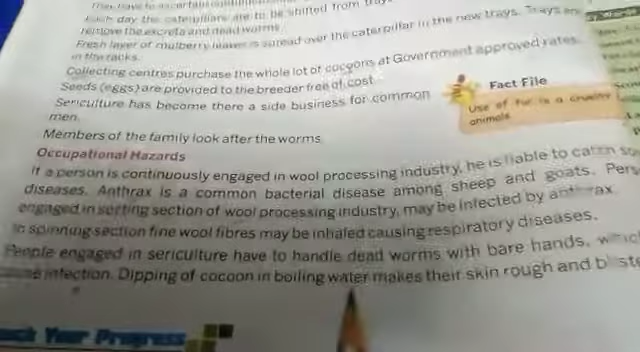 They have to ascertain
Each day the caterpillars are to be shifted from trays
remove the excreta and dead worms
Fresh layer of mulberry leaves is spread over the caterpillar in the new trays. Trays are
in the racks.
Collecting centres purchase the whole lot of cocoons at Government approved rates.
Seeds (eggs) are provided to the breeder free of cost
Sericulture has become there a side business for common
men.
Members of the family look after the worms
Fact File
Use of fur is a cruelty
animals
Occupational Hazards
If a person is continuously engaged in wool processing industry, he is liable to catch
diseases. Anthrax is a common bacterial disease among sheep and goats. Pers
engaged in sorting section of wool processing industry, may be infected by anthrax.
In spinning section fine wool fibres may be inhaled causing respiratory diseases.
People engaged in sericulture have to handle dead worms with bare hands, which
infection. Dipping of cocoon in boiling water makes their skin rough and bliste
Your Progress